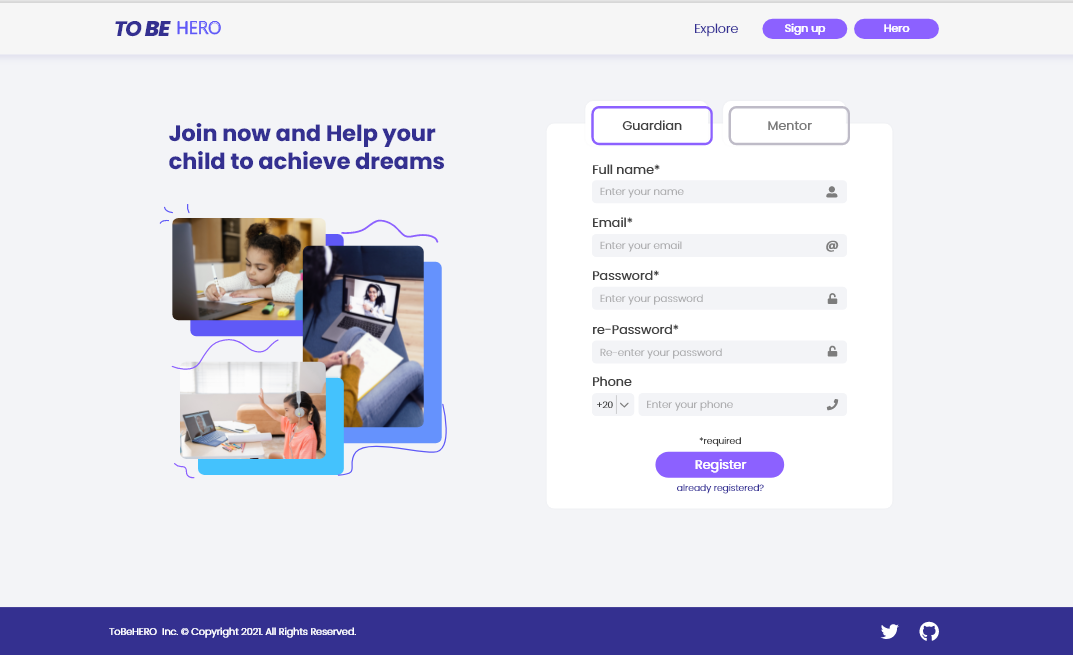 TO BE HERO
Explore
Sign up
Hero
Join now and Help your
child to achieve dreams
Guardian
Mentor
Full name*
Enter your name
Email*
Enter your email
@
Password*
Enter your password
re-Password*
Re-enter your password
Phone
+20
Enter your phone
*required
Register
already registered?
ToBeHERO Inc. © Copyright 2021. All Rights Reserved.